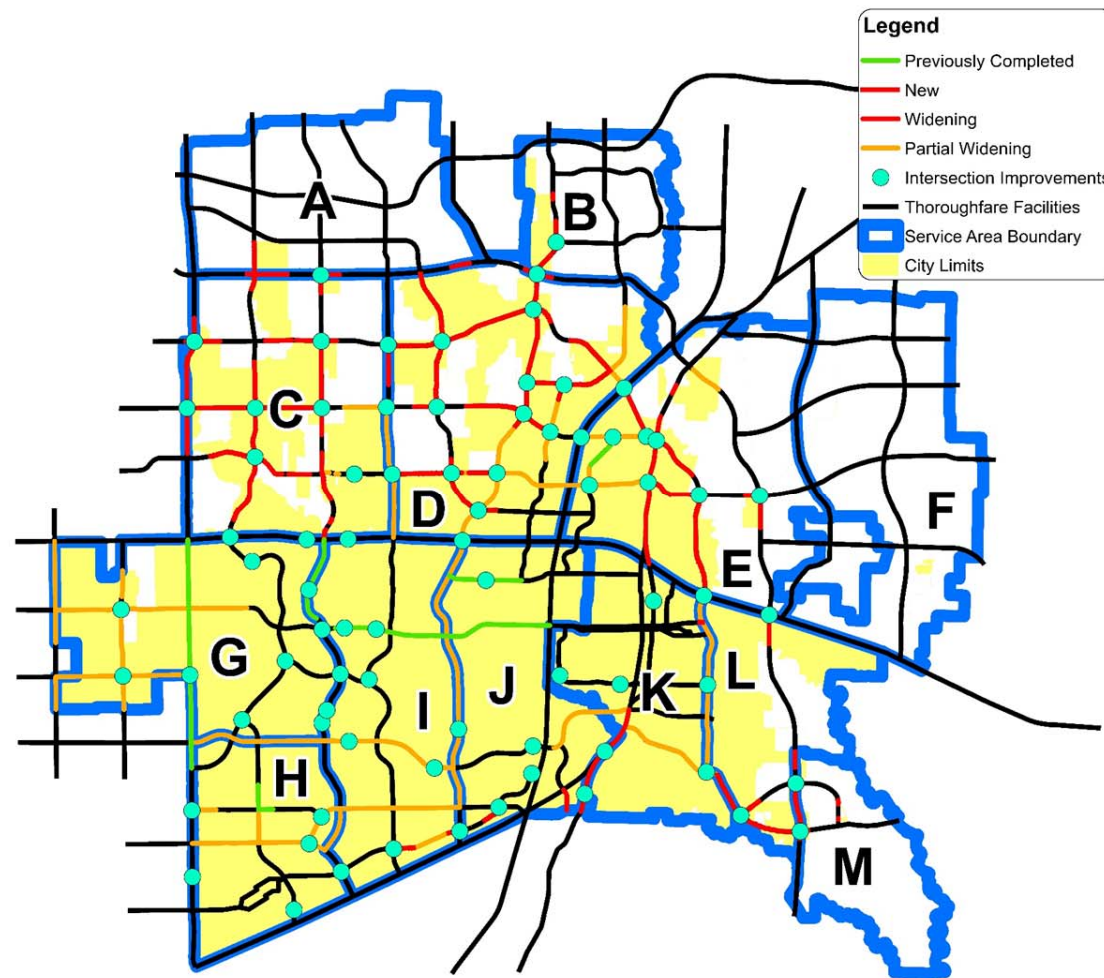 Legend
Previously Completed
New
Widening
Partial Widening
Intersection Improvements
Thoroughfare Facilities
Service Area Boundary
City Limits
A
B
C
D
F
E
G
L
K
J
I
H
M